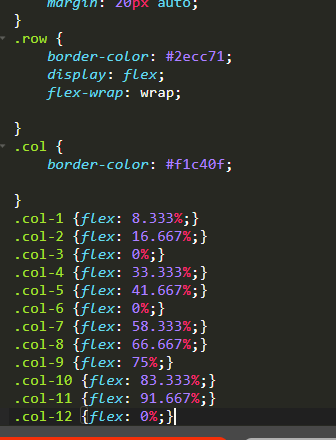 margin: 20px auto;
}
.row {
border-color: #2ecc71;
display: flex;
flex-wrap: wrap;
}
.col {
border-color: #f1c40f;
}
.col-1 {flex: 8.333%;}
.col-2 {flex: 16.667%;}
.col-3 {flex: 0%;}
.col-4 {flex: 33.333%;}
.col-5 {flex: 41.667%;}
.col-6 {flex: 0%;}
.col-7 {flex: 58.333%;}
.col-8 {flex: 66.667%;}
.col-9 {flex: 75%;}
.col-10 {flex: 83.333%;}
.col-11 {flex: 91.667%;}
.col-12 {flex: 0%;}